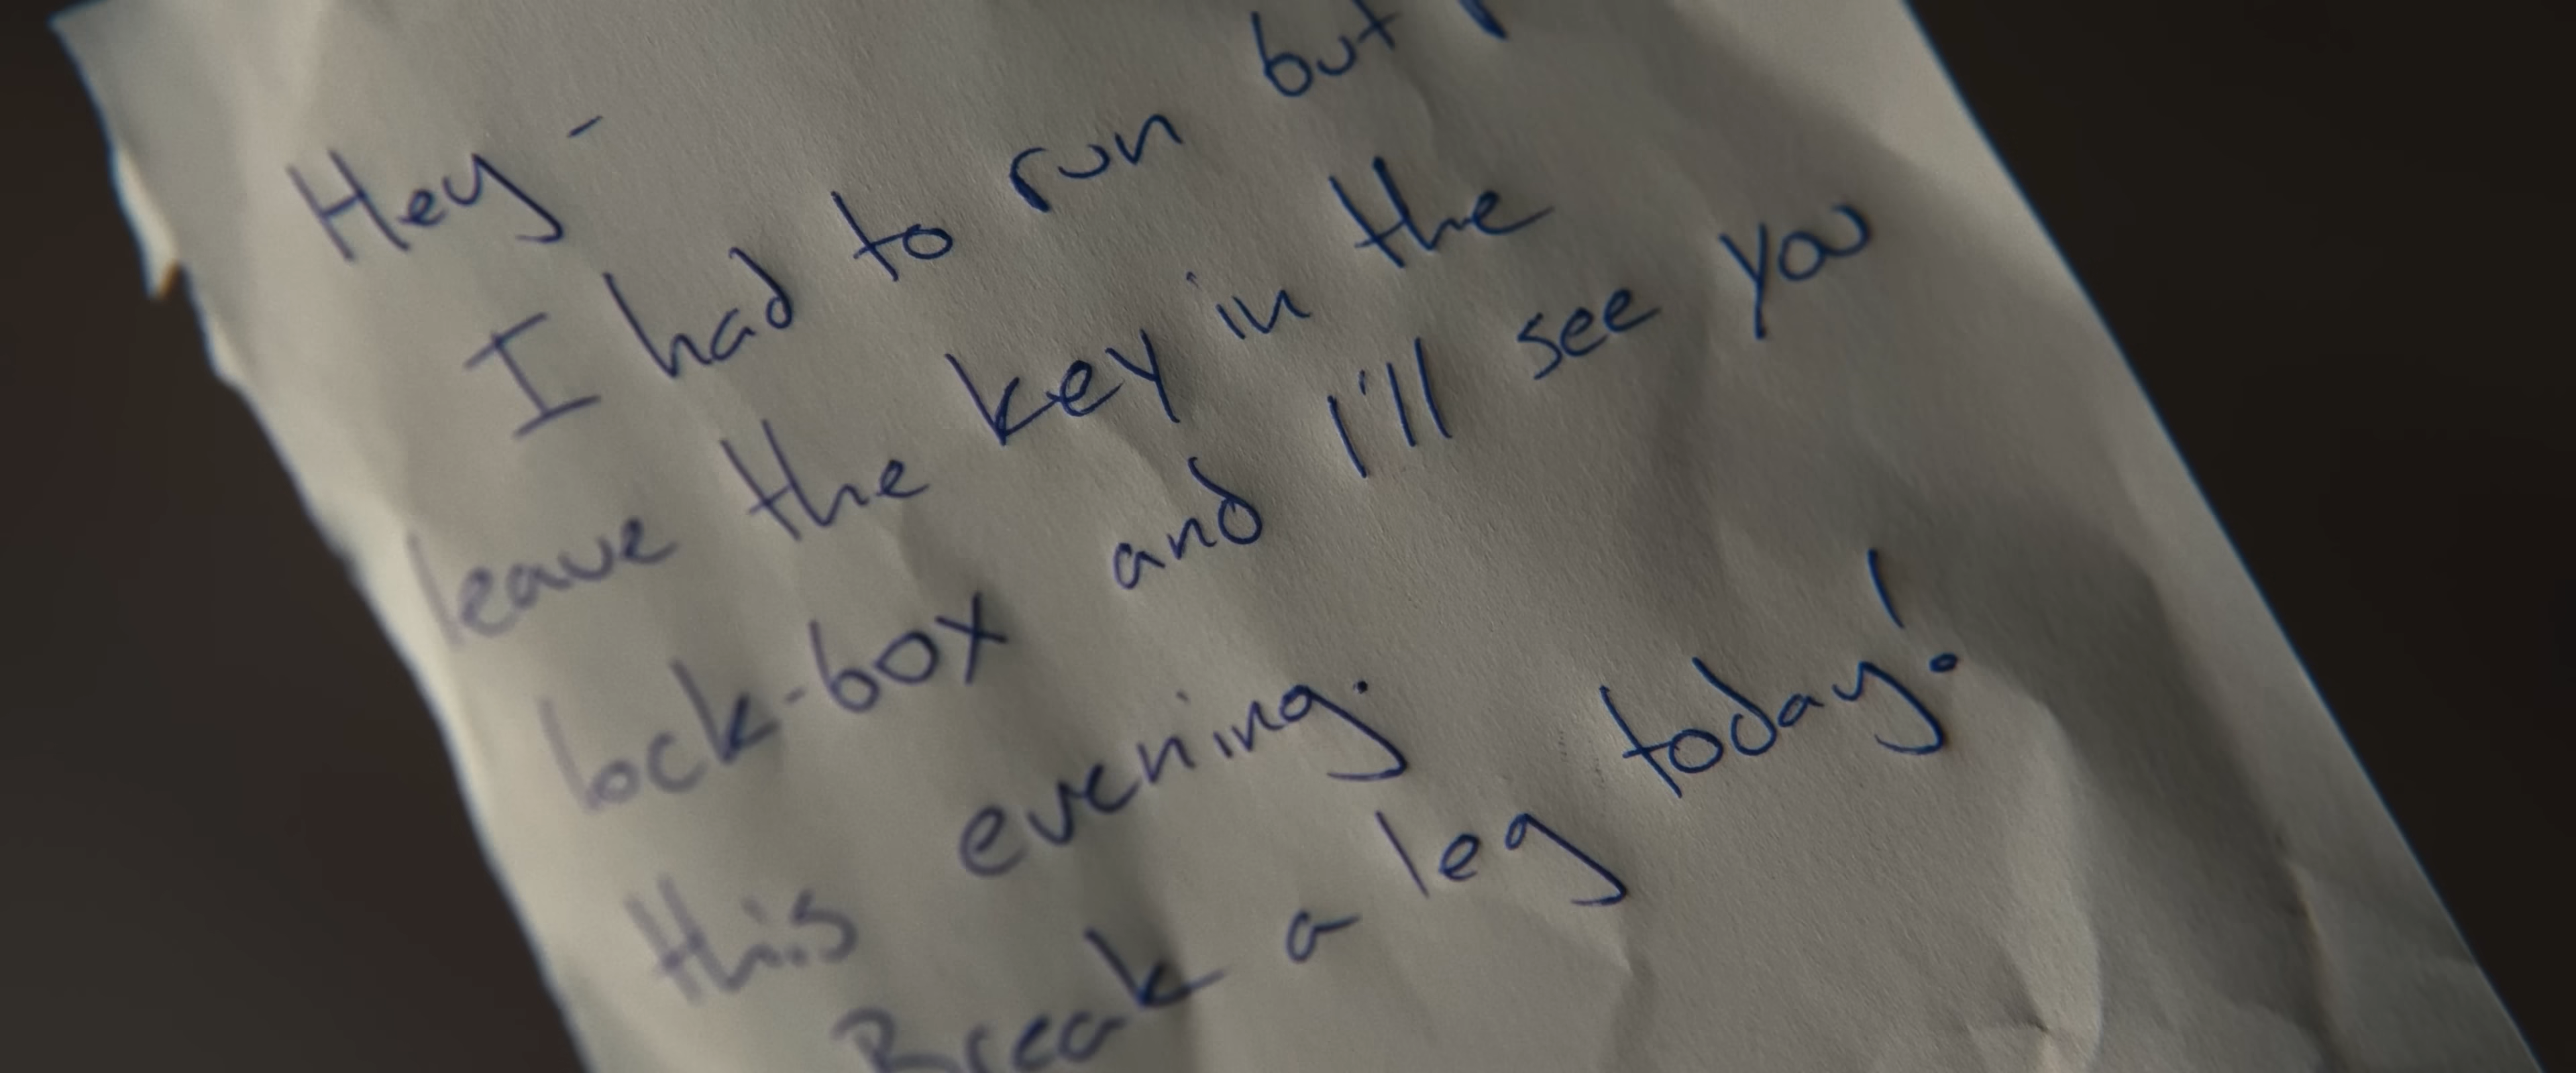 Hey -
I had to run but
leave the key in the
lock-box and I'll see you
this evening.
Break a leg today!